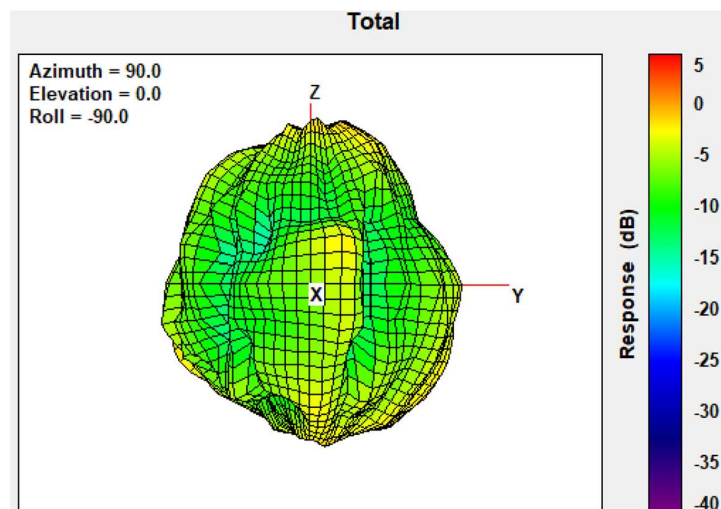 Total
Azimuth = 90.0
Elevation = 0.0
Roll = -90.0
Z
X
Y
Response (dB)
5
0
-5
-10
-15
-20
-25
-30
-35
-40